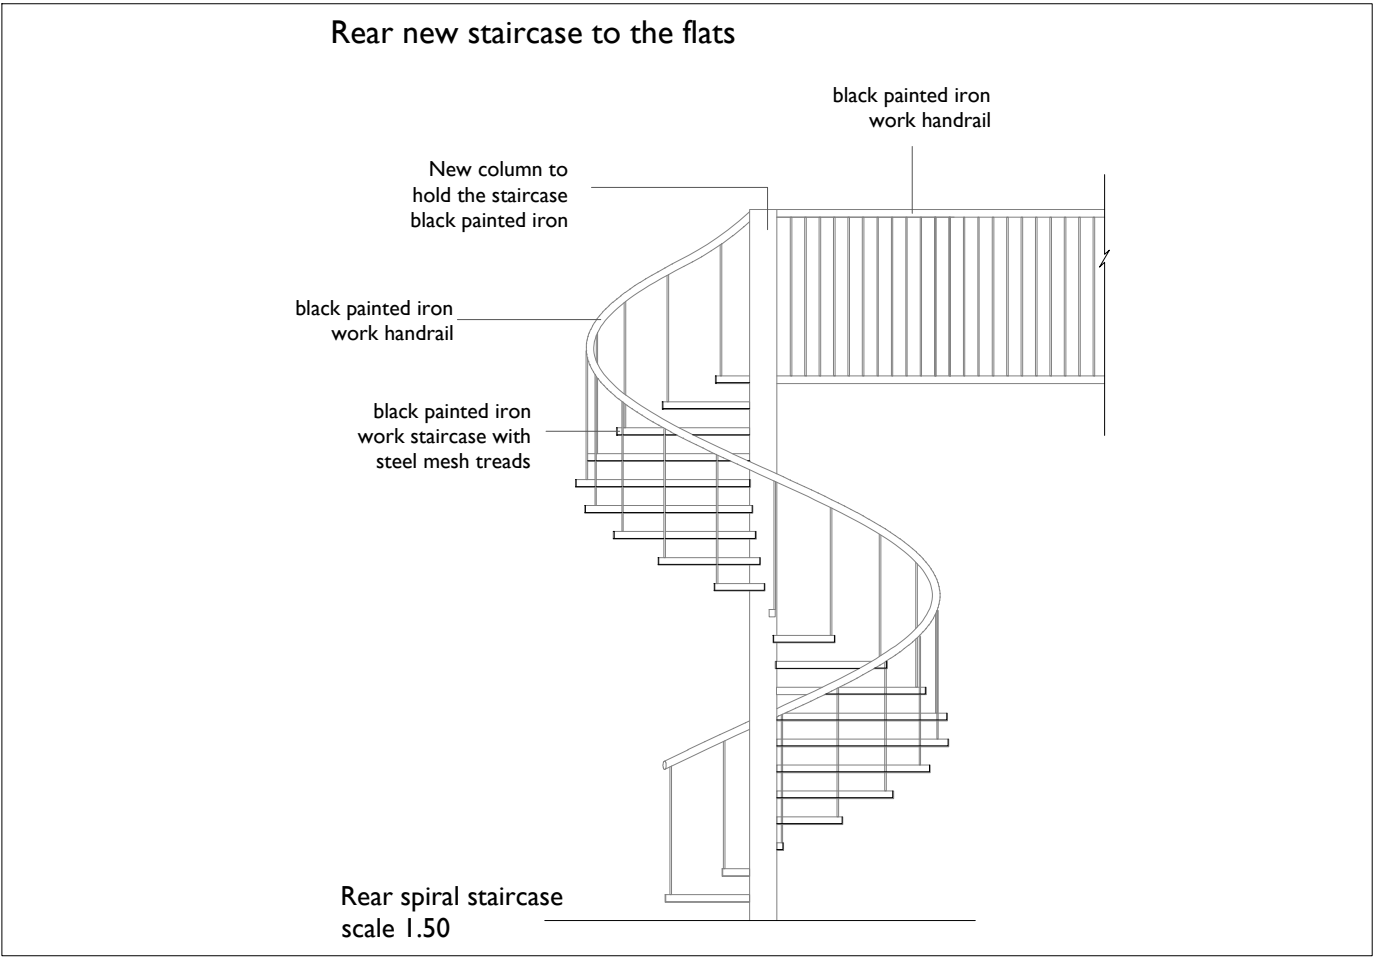 Rear new staircase to the flats
black painted iron
work handrail
New column to
hold the staircase
black painted iron
black painted iron
work handrail
black painted iron
work staircase with
steel mesh treads
Rear spiral staircase
scale 1.50